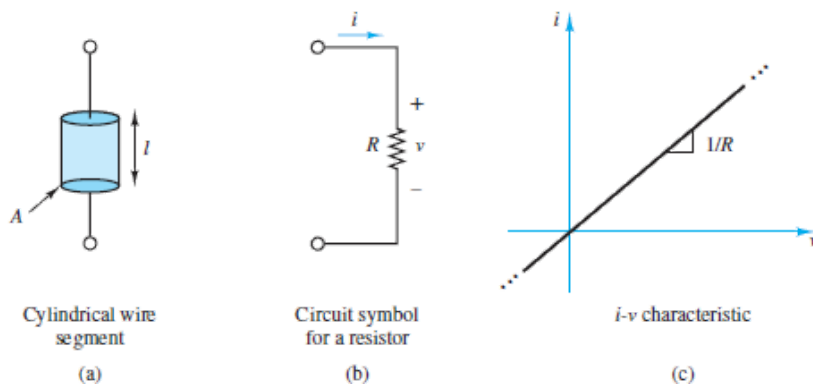 l
A
Cylindrical wire
segment
(a)
i
+
R
v
−
Circuit symbol
for a resistor
(b)
i
1/R
...
...
i-v characteristic
(c)